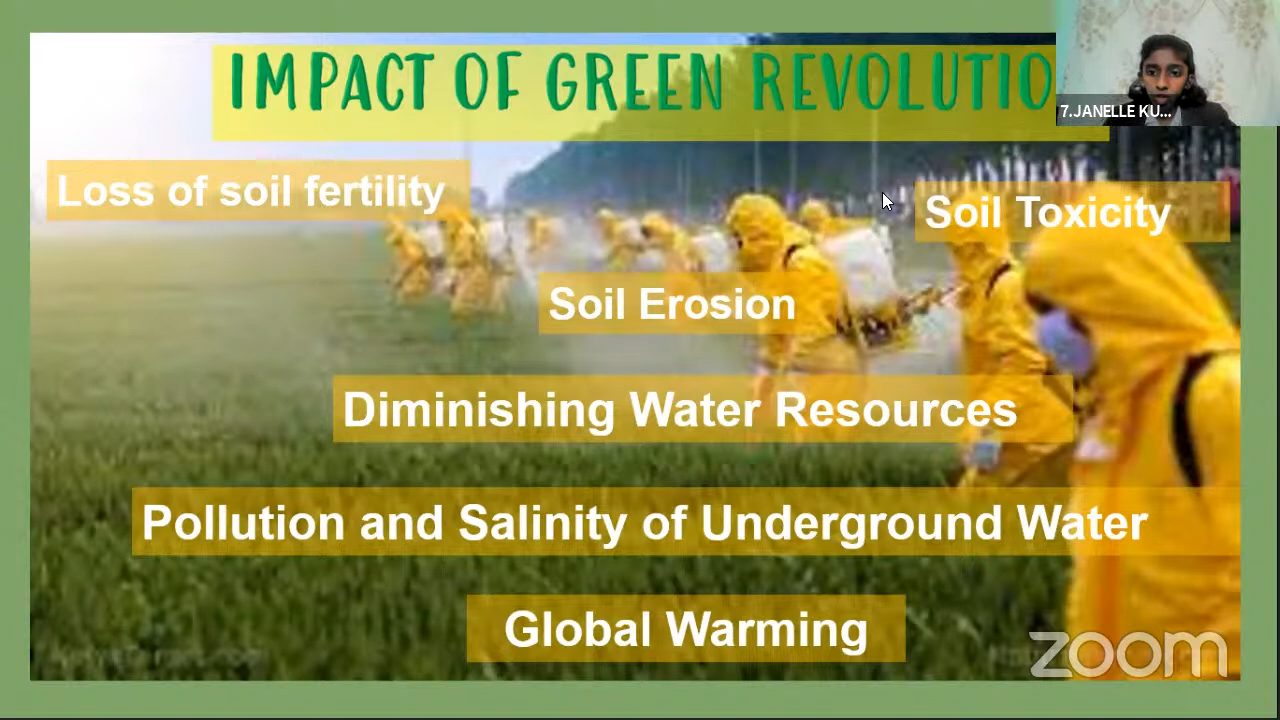 IMPACT OF GREEN REVOLUTIO
7.JANELLE KU...
Loss of soil fertility
Soil Toxicity
Soil Erosion
Diminishing Water Resources
Pollution and Salinity of Underground Water
Global Warming
zoom